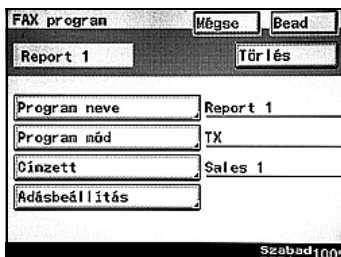 FAX program Mégse Bead
Report 1 Törlés
Program neve Report 1
Program mód TX
Címzett Sales 1
Adásbeállítás
Szabad 100%